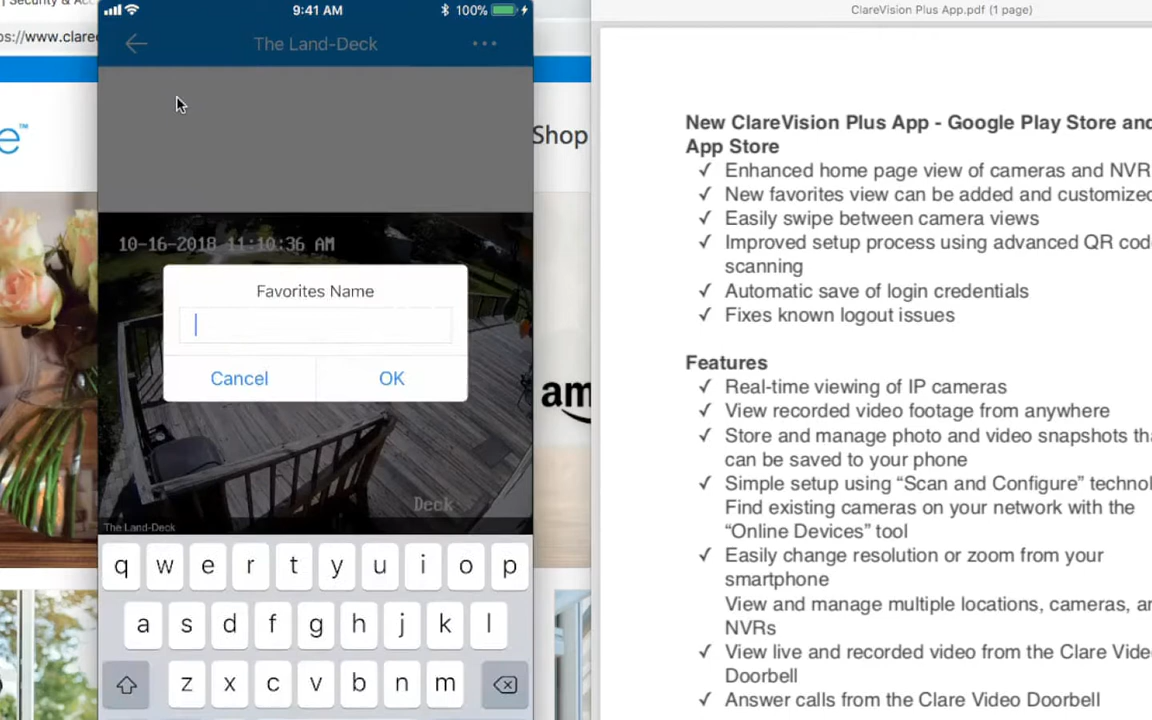 | Security & Ac
9:41 AM
100%
ps://www.clare
The Land-Deck
e™
Shop
10-16-2018 11:10:36 AM
Favorites Name
Cancel
OK
am
Deck
The Land-Deck
q w e r t y u i o p
a s d f g h j k l
z x c v b n m
ClareVision Plus App.pdf (1 page)
New ClareVision Plus App - Google Play Store and
App Store
✓ Enhanced home page view of cameras and NVR
✓ New favorites view can be added and customized
✓ Easily swipe between camera views
✓ Improved setup process using advanced QR cod
scanning
✓ Automatic save of login credentials
✓ Fixes known logout issues
Features
✓ Real-time viewing of IP cameras
✓ View recorded video footage from anywhere
✓ Store and manage photo and video snapshots tha
can be saved to your phone
✓ Simple setup using “Scan and Configure” technol
Find existing cameras on your network with the
“Online Devices” tool
✓ Easily change resolution or zoom from your
smartphone
View and manage multiple locations, cameras, an
NVRs
✓ View live and recorded video from the Clare Vide
Doorbell
✓ Answer calls from the Clare Video Doorbell